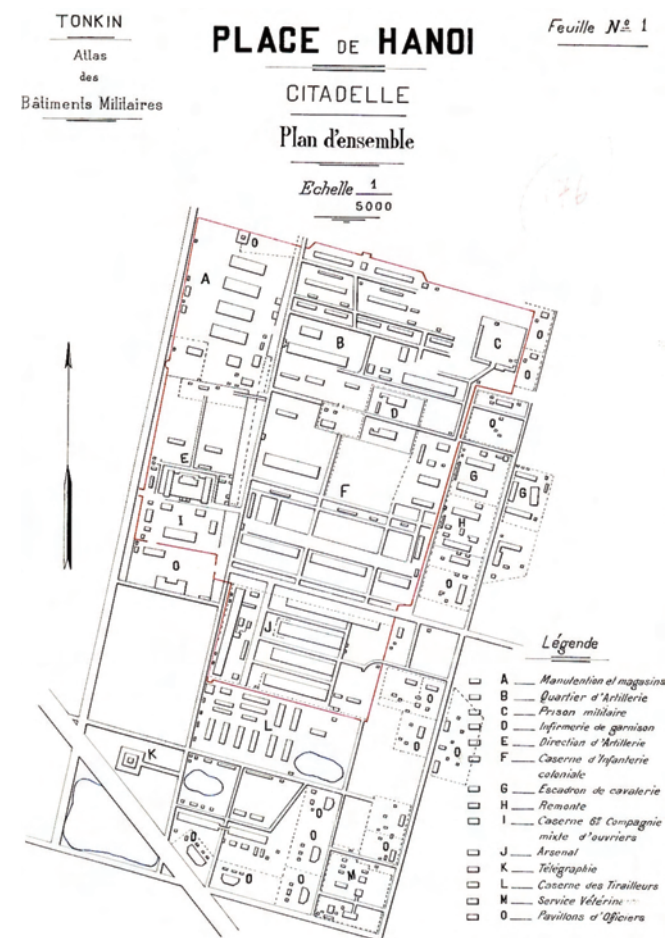 TONKIN
Atlas
des
Bâtiments Militaires
PLACE DE HANOI
CITADELLE
Plan d'ensemble
Echelle 1
5000
Feuille Nº 1
O
A
B
C
O
O
D
O
E
F
G
G
H
I
O
O
J
O
L
O
O
K
O
O
O
O
M
O
O
Légende
A ___ Manutention et magasins
B ___ Quartier d'Artillerie
C ___ Prison militaire
D ___ Infirmerie de garnison
E ___ Direction d'Artillerie
F ___ Caserne d'Infanterie
coloniale
G ___ Escadron de cavalerie
H ___ Remonte
I ___ Caserne 6e Compagnie
mixte d'ouvriers
J ___ Arsenal
K ___ Télégraphie
L ___ Caserne des Tirailleurs
M ___ Service
O ___ Pavillons d'Officiers